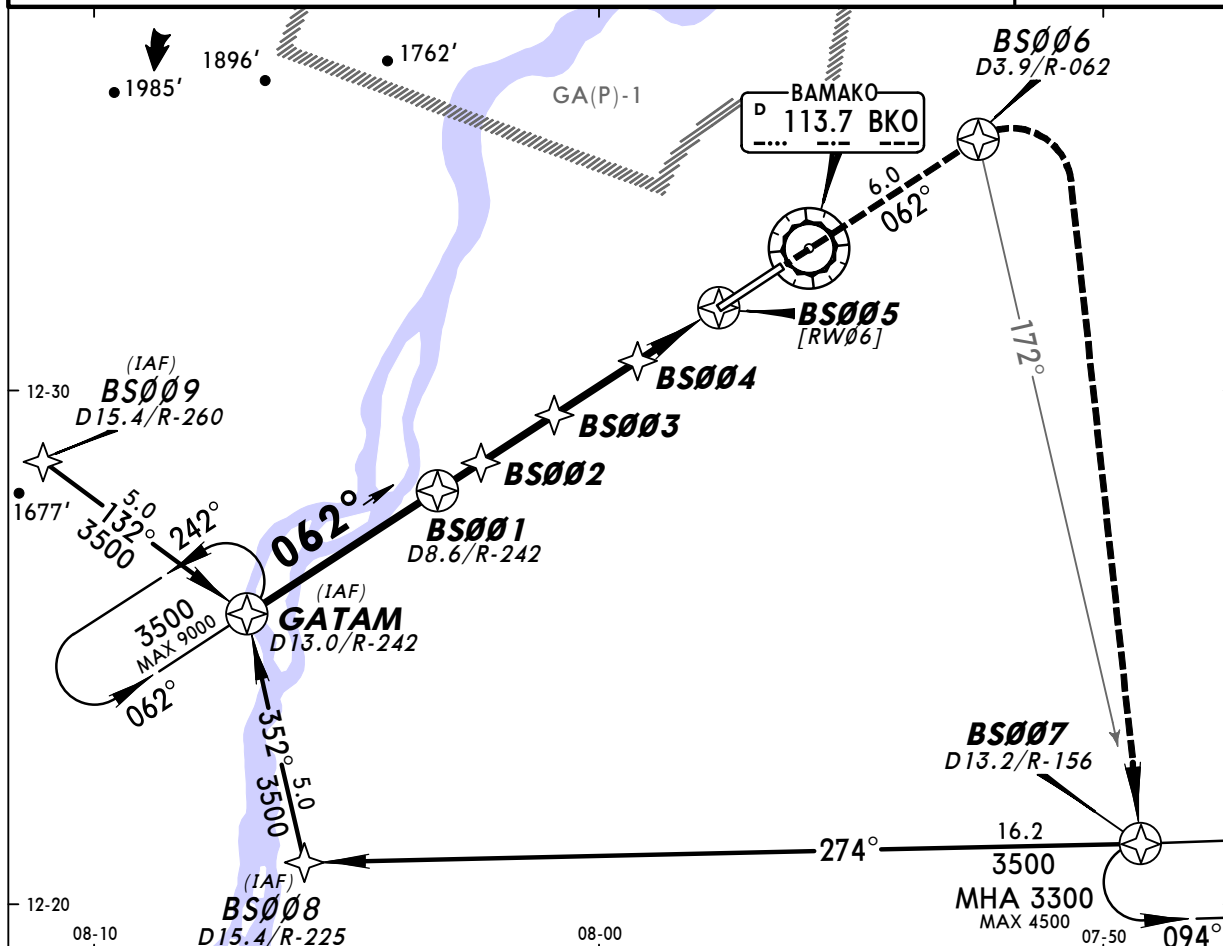 1985'
1896'
1762'
GA(P)-1
BAMAKO
D 113.7 BKO
BSØØ6
D3.9/R-062
6.0
062°
BSØØ5
[RWØ6]
172°
BSØØ4
BSØØ3
BSØØ2
BSØØ1
D8.6/R-242
12-30
(IAF)
BSØØ9
D15.4/R-260
1677'
5.0
132°
3500
242°
062°
(IAF)
GATAM
D13.0/R-242
3500
MAX 9000
062°
352°
5.0
3500
BSØØ7
D13.2/R-156
274°
16.2
3500
MHA 3300
MAX 4500
094°
(IAF)
BSØØ8
D15.4/R-225
12-20
08-10
08-00
07-50